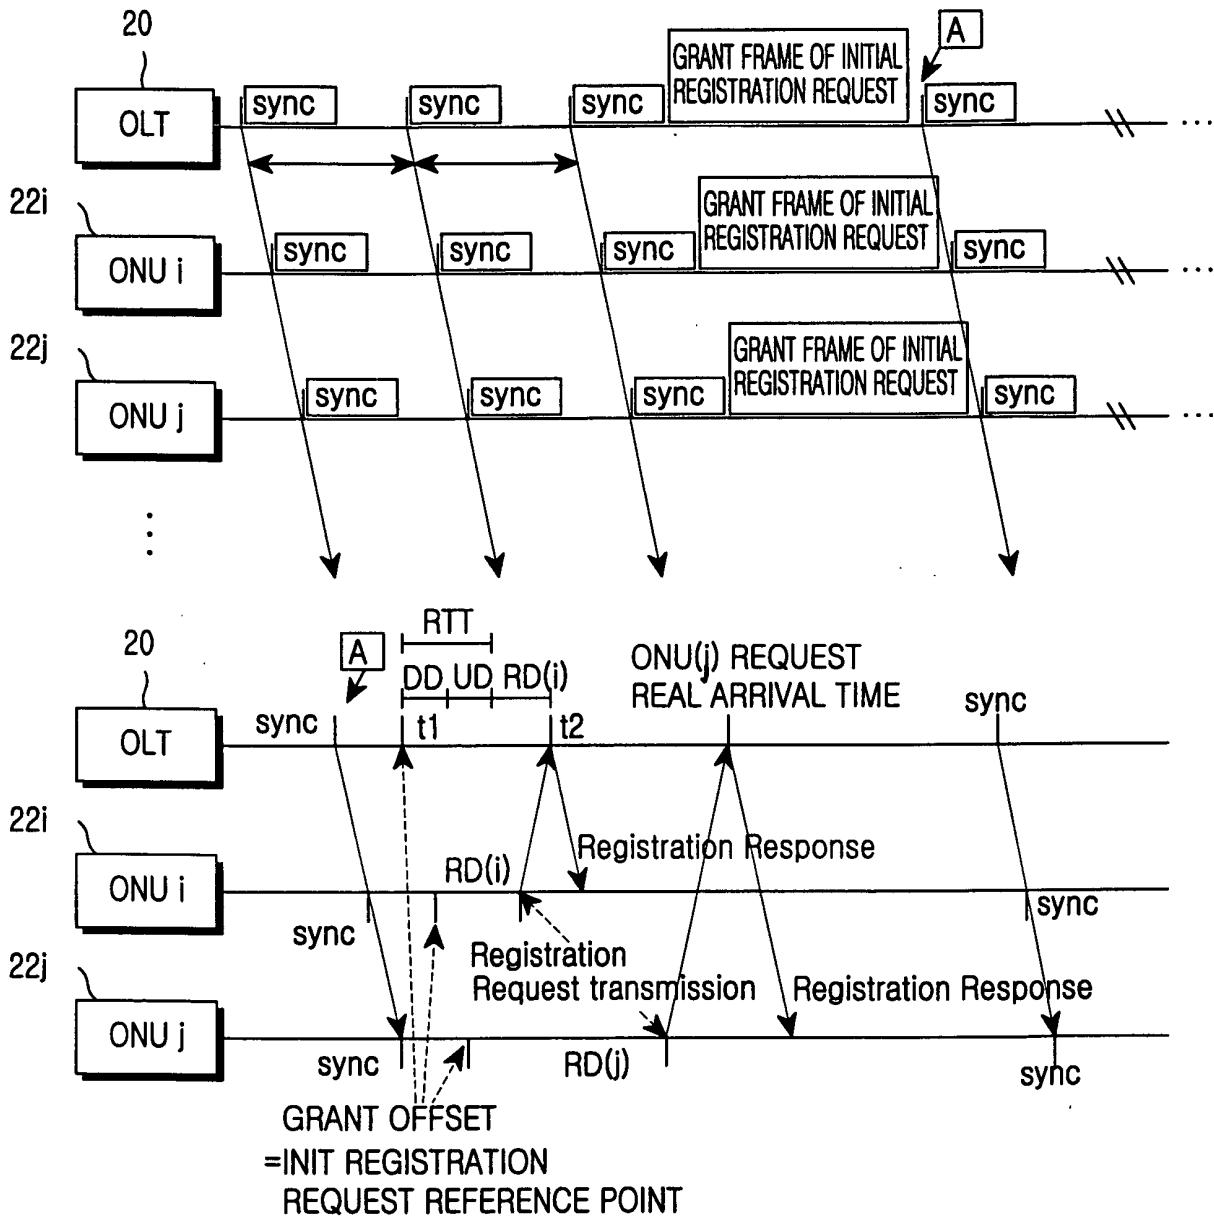 20
OLT
sync
sync
sync
GRANT FRAME OF INITIAL
REGISTRATION REQUEST
A
sync
...
22i
ONU i
sync
sync
sync
GRANT FRAME OF INITIAL
REGISTRATION REQUEST
sync
...
22j
ONU j
sync
sync
sync
GRANT FRAME OF INITIAL
REGISTRATION REQUEST
sync
...
20
OLT
sync
A
RTT
DD UD RD(i)
t1
t2
ONU(j) REQUEST
REAL ARRIVAL TIME
sync
22i
ONU i
sync
RD(i)
Registration Response
sync
Registration
Request transmission
22j
ONU j
sync
RD(j)
Registration Response
sync
GRANT OFFSET
=INIT REGISTRATION
REQUEST REFERENCE POINT